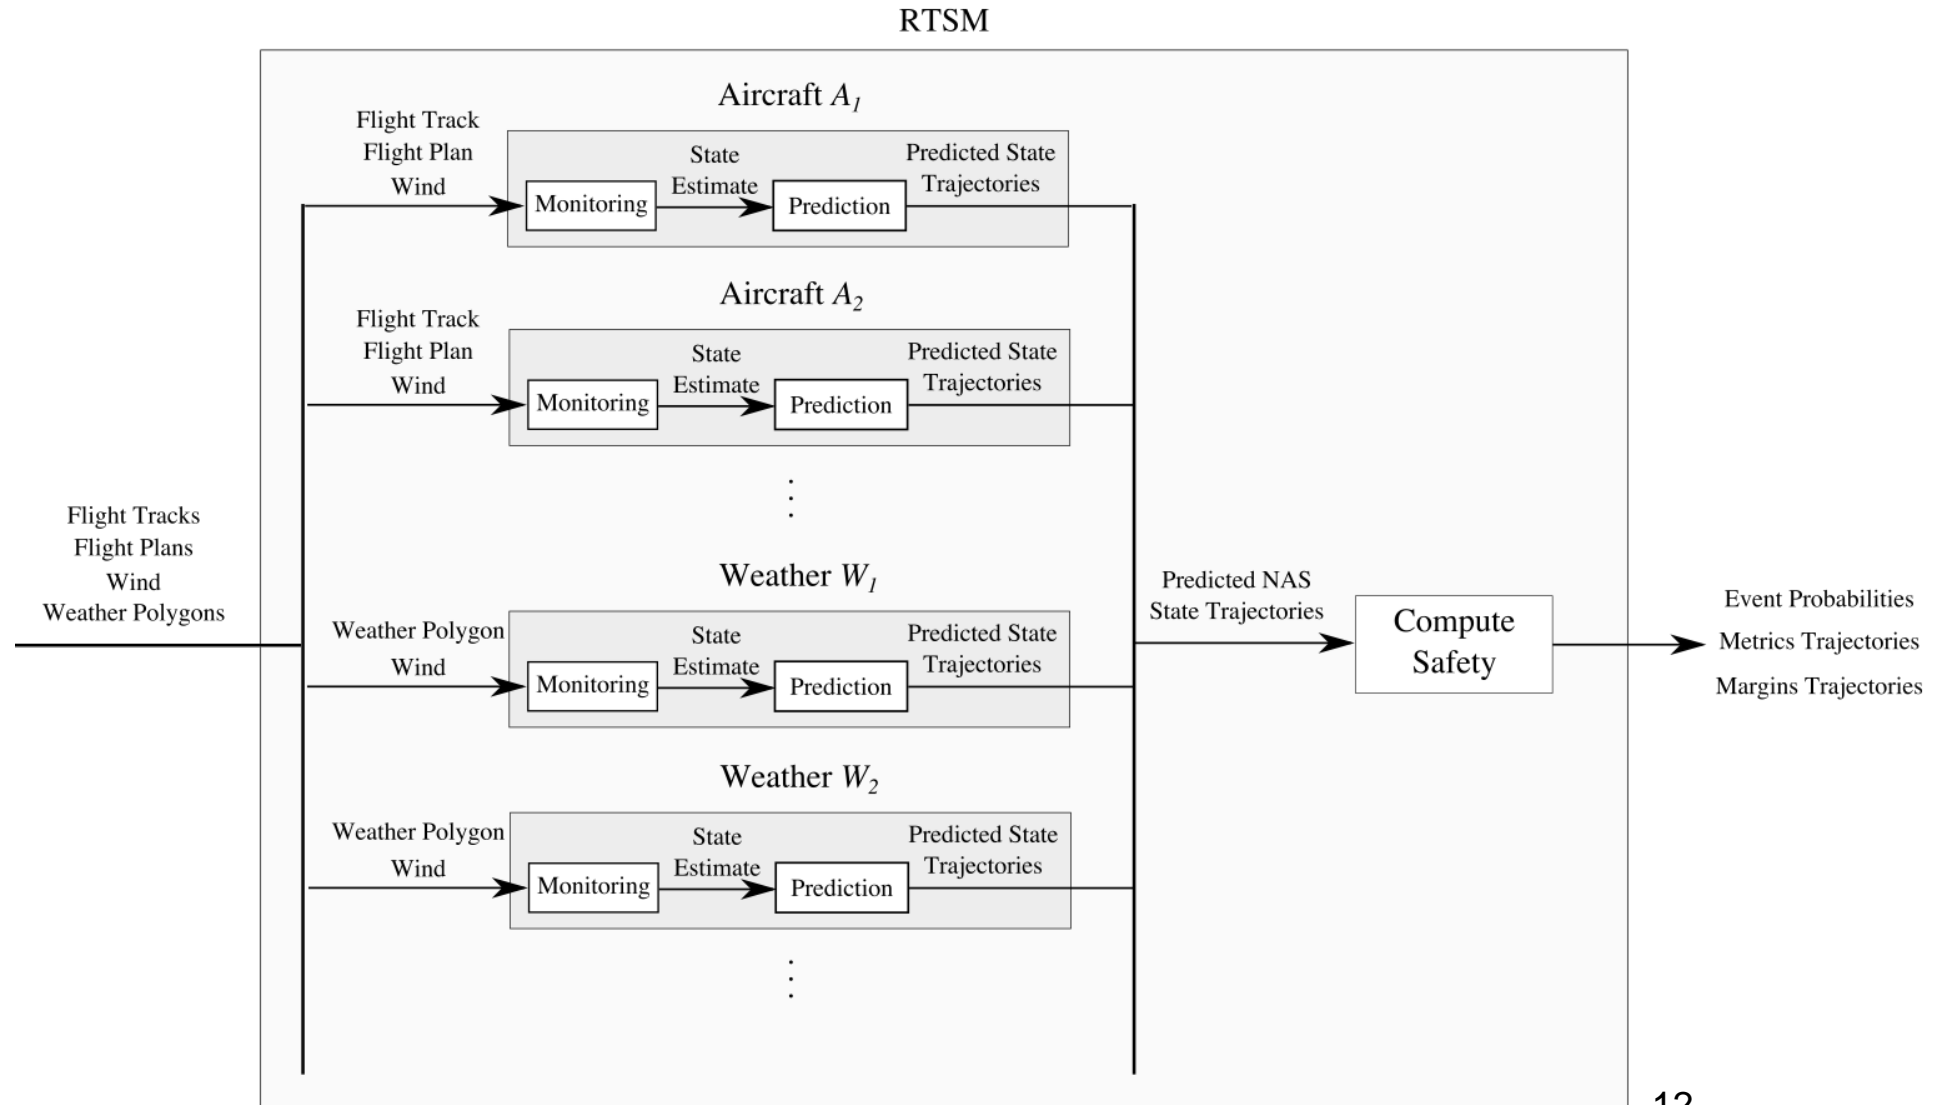 RTSM
Aircraft A1
Flight Track
Flight Plan
Wind
Monitoring
State
Estimate
Prediction
Predicted State
Trajectories
Aircraft A2
Flight Track
Flight Plan
Wind
Monitoring
State
Estimate
Prediction
Predicted State
Trajectories
Flight Tracks
Flight Plans
Wind
Weather Polygons
Weather W1
Weather Polygon
Wind
Monitoring
State
Estimate
Prediction
Predicted State
Trajectories
Weather W2
Weather Polygon
Wind
Monitoring
State
Estimate
Prediction
Predicted State
Trajectories
Predicted NAS
State Trajectories
Compute
Safety
Event Probabilities
Metrics Trajectories
Margins Trajectories
12